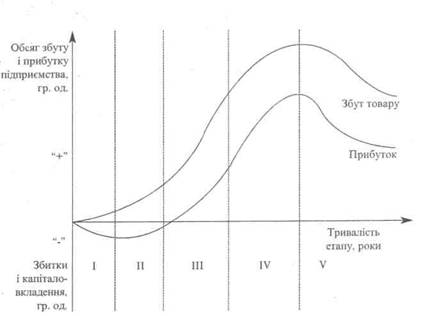 Обсяг збуту
і прибутку
підприємства,
гр. од.
Збут товару
"+"
Прибуток
"-"
Тривалість
етапу, роки
Збитки
і капітало-
вкладення,
гр. од.
I II III IV V